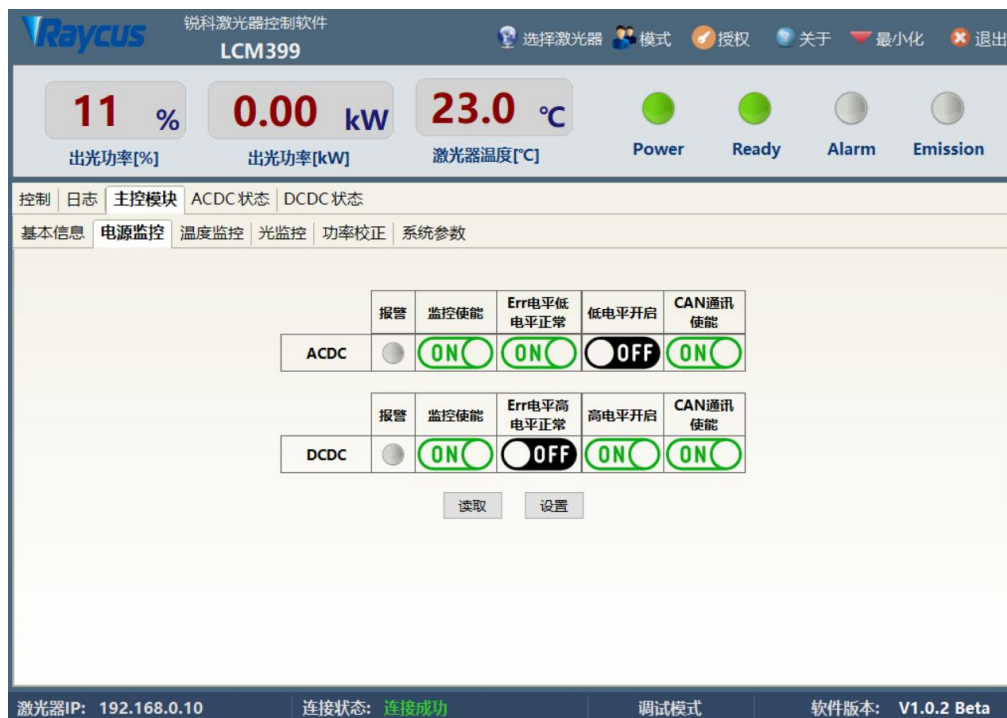 Raycus
锐科激光器控制软件
LCM399
选择激光器 模式 授权 关于 最小化 退出
11 % 0.00 kW 23.0 ℃
出光功率[%] 出光功率[kW] 激光器温度[℃] Power Ready Alarm Emission
控制 日志 主控模块 ACDC状态 DCDC状态
基本信息 电源监控 温度监控 光监控 功率校正 系统参数
报警 监控使能 Err电平低 电平正常 低电平开启 CAN通讯 使能
ACDC ON ON OFF ON
报警 监控使能 Err电平高 电平正常 高电平开启 CAN通讯 使能
DCDC ON OFF ON ON
读取 设置
激光器IP: 192.168.0.10 连接状态: 连接成功 调试模式 软件版本: V1.0.2 Beta